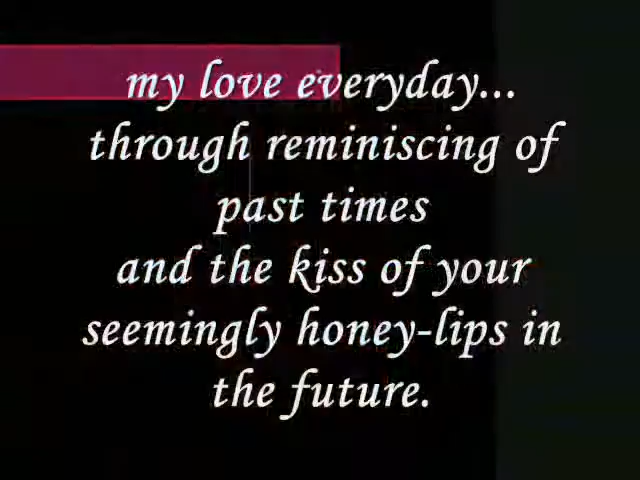 my love everyday...
through reminiscing of
past times
and the kiss of your
seemingly honey-lips in
the future.